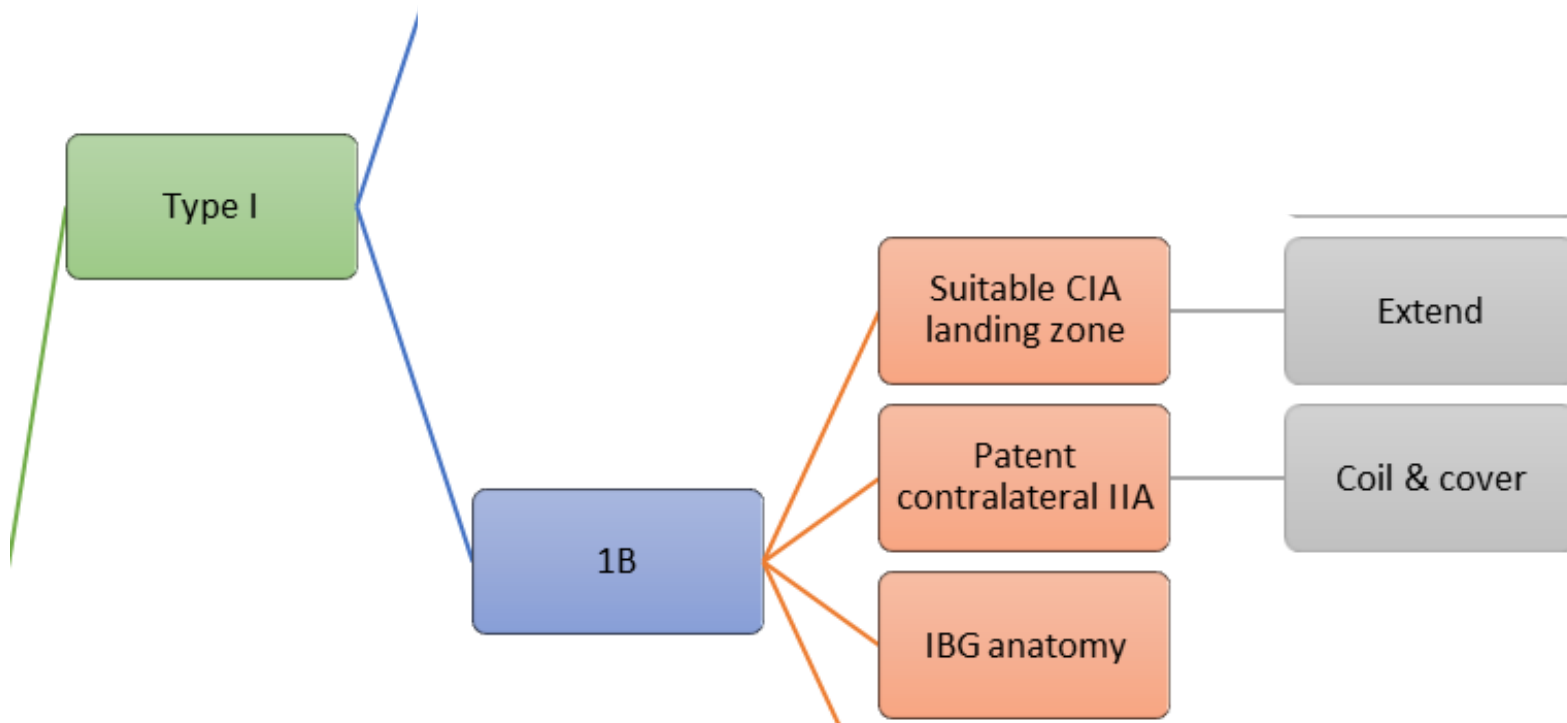 Type I
Suitable CIA
landing zone
Extend
Patent
contralateral IIA
Coil & cover
1B
IBG anatomy